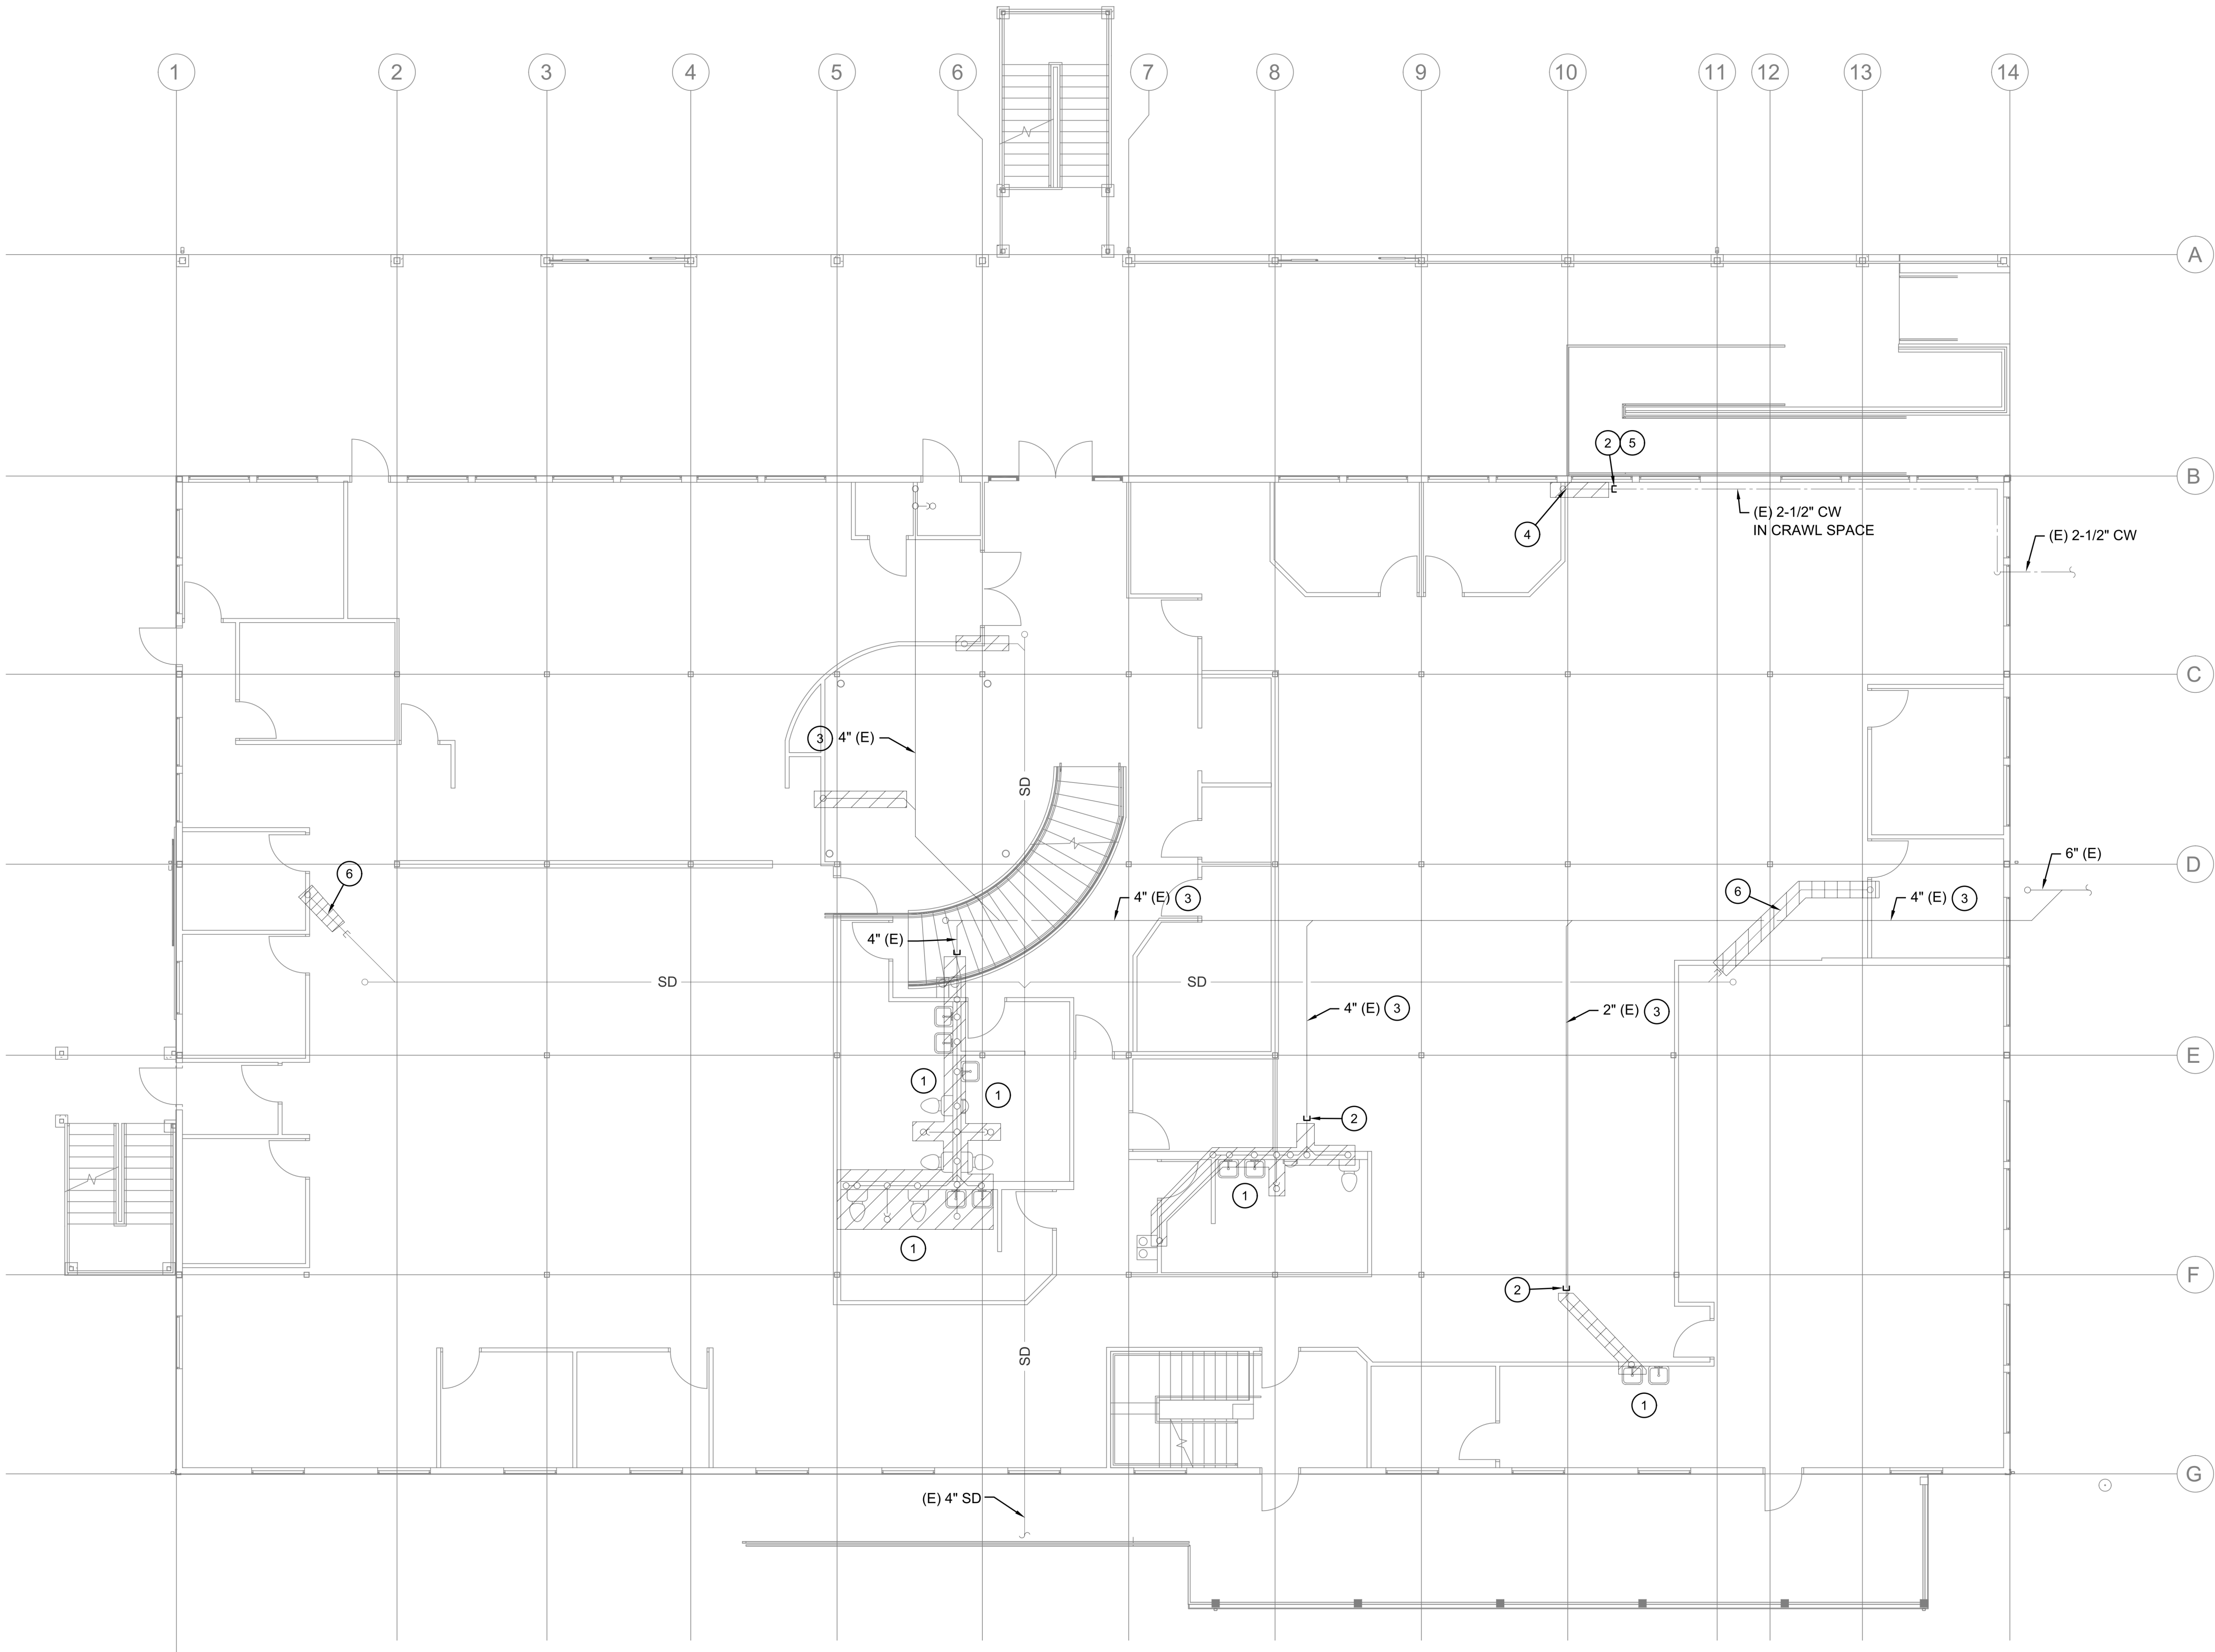 1 2 3 4 5 6 7 8 9 10 11 12 13 14
A
2 5
B
4
(E) 2-1/2" CW
IN CRAWL SPACE
(E) 2-1/2" CW
C
3 4" (E)
SD
D
6" (E)
6
6
4" (E) 3
4" (E) 3
4" (E)
SD
SD
4" (E) 3
2" (E) 3
E
1
1
2
1
1
F
2
SD
1
G
(E) 4" SD